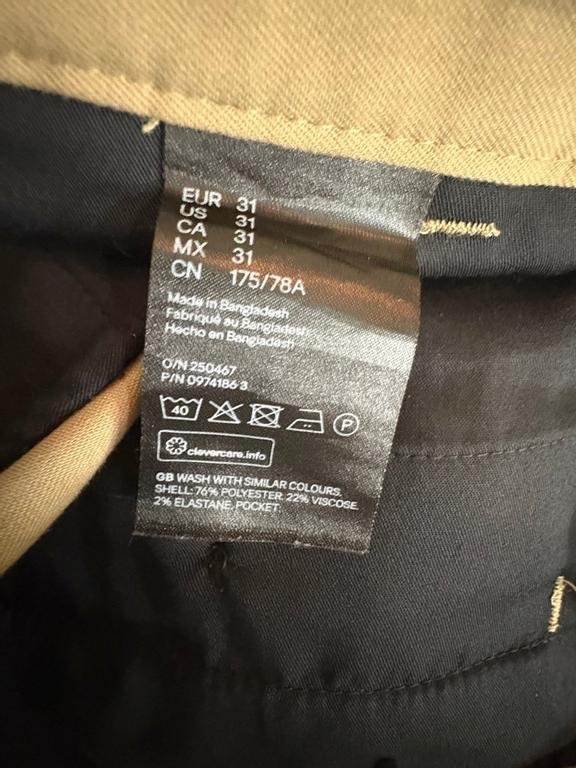 EUR 31
US 31
CA 31
MX 31
CN 175/78A
Made in Bangladesh
Fabriqué au Bangladesh
Hecho en Bangladesh
O/N 250467
P/N 0974186 3
40 P
clevercare.info
GB WASH WITH SIMILAR COLOURS.
SHELL: 76% POLYESTER. 22% VISCOSE.
2% ELASTANE. POCKET